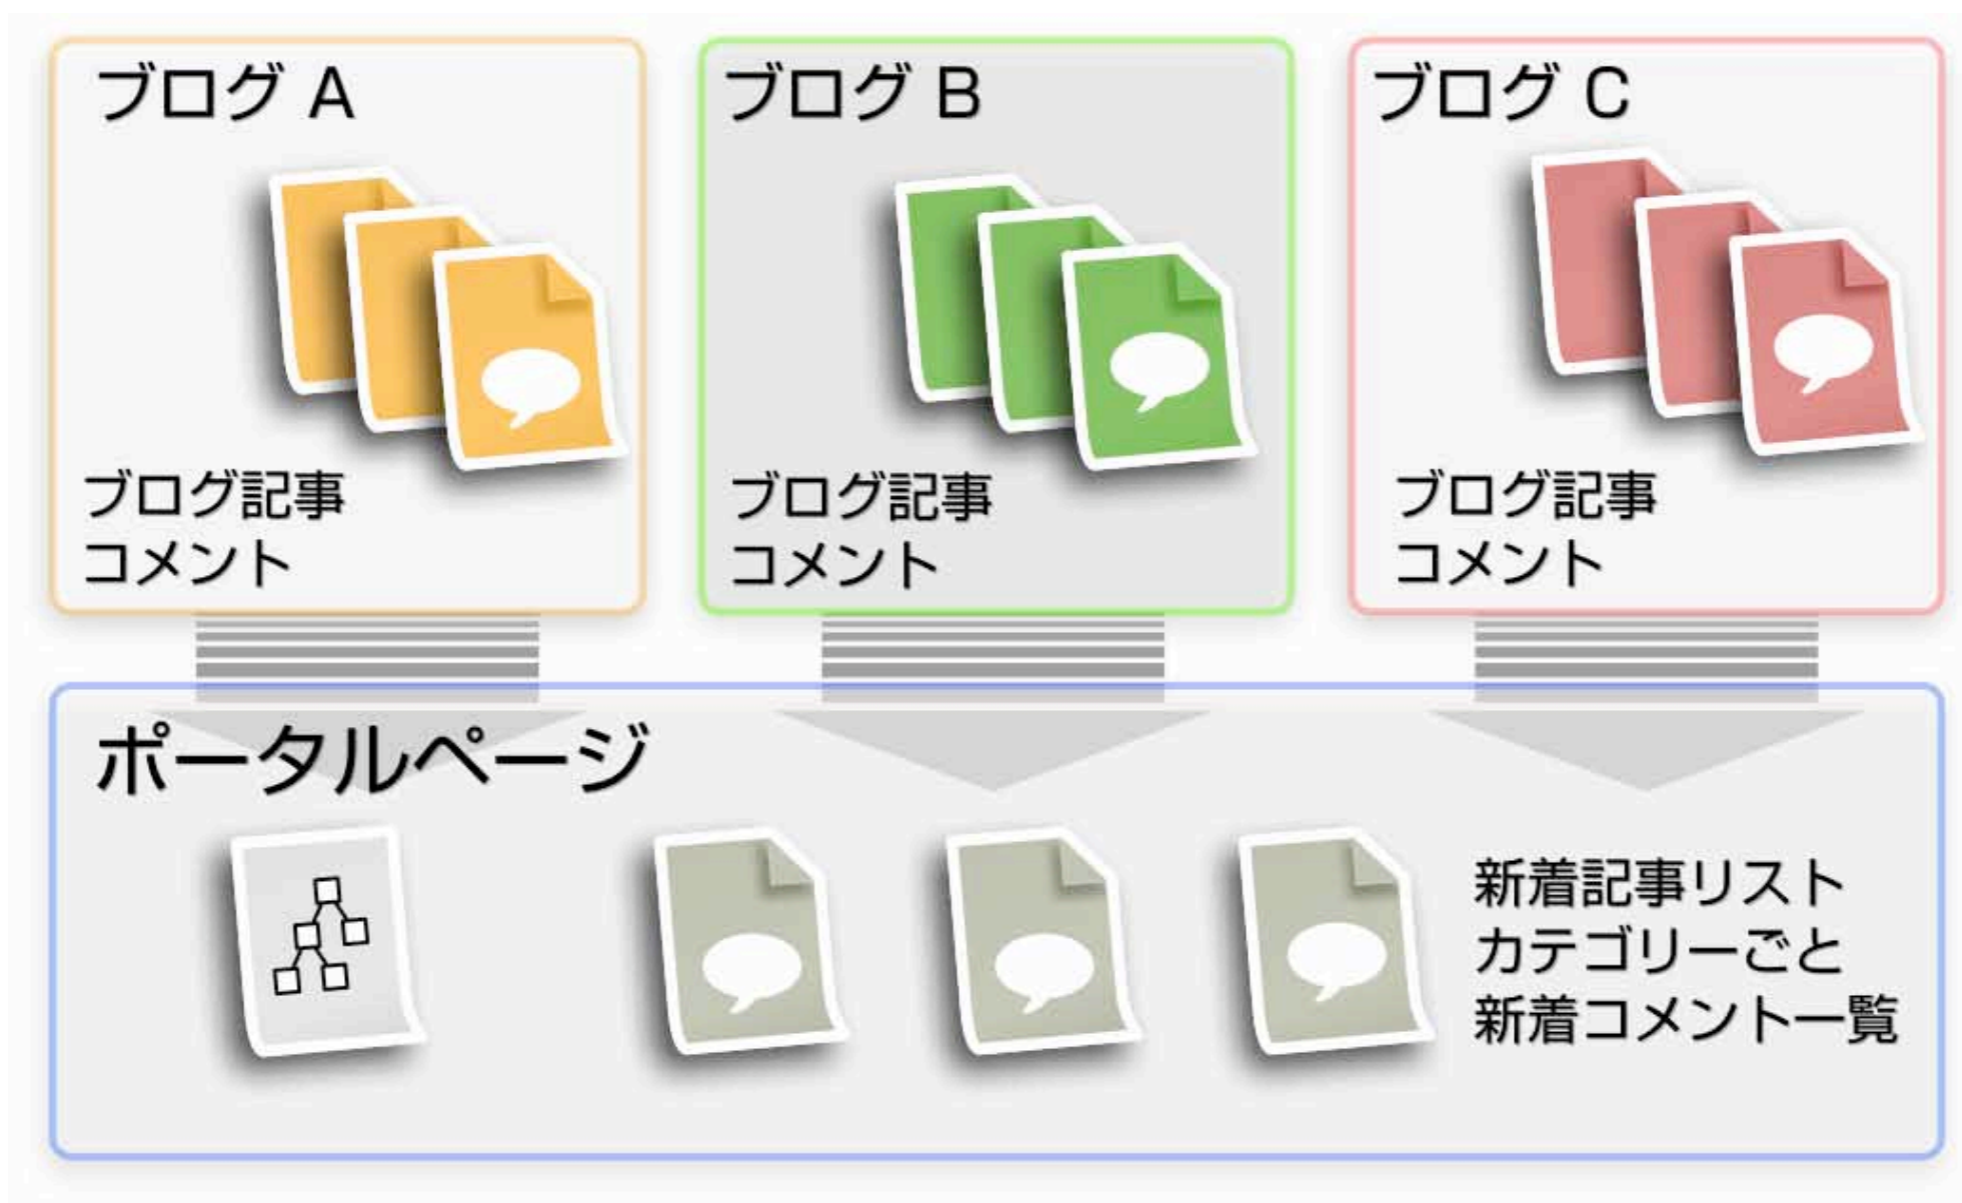 ブログ A
ブログ記事
コメント
ブログ B
ブログ記事
コメント
ブログ C
ブログ記事
コメント
ポータルページ
新着記事リスト
カテゴリーごと
新着コメント一覧